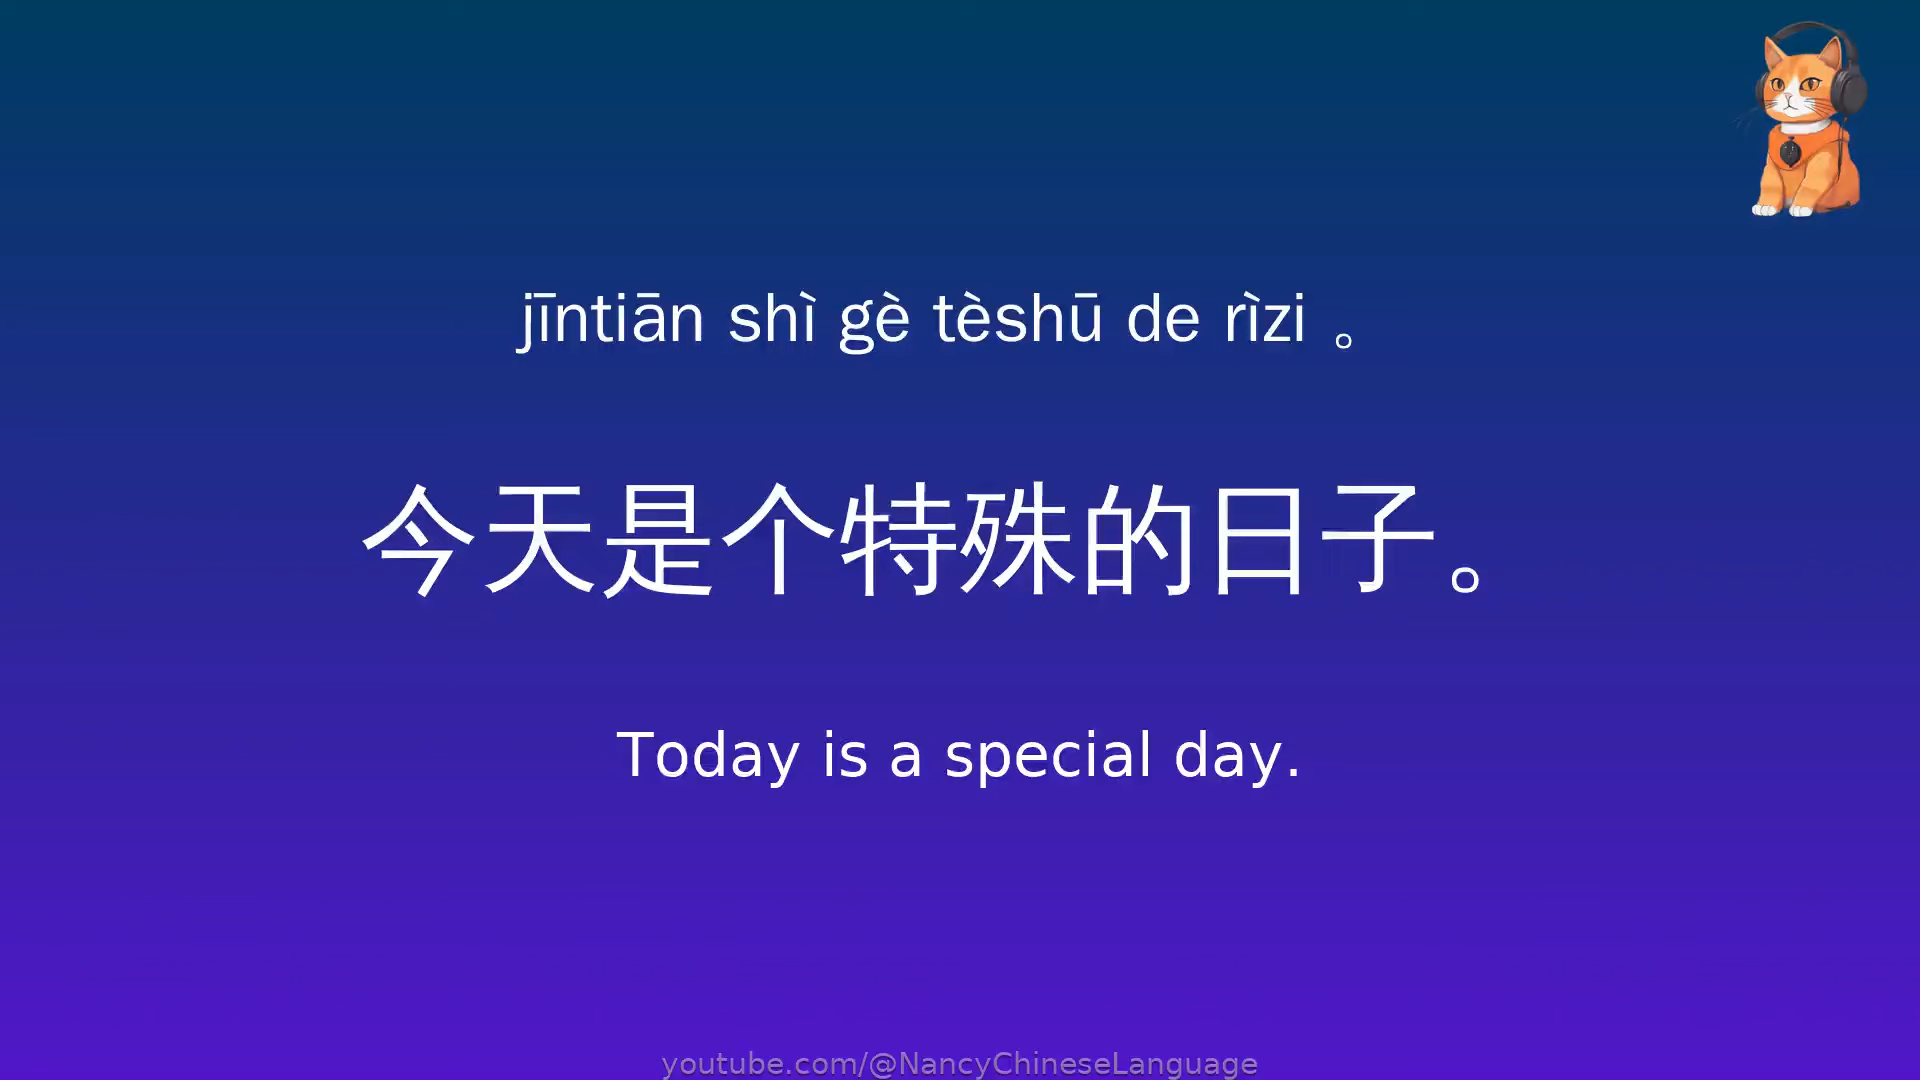 jīntiān shì gè tèshū de rìzi 。
今天是个特殊的日子。
Today is a special day.
youtube.com/@NancyChineseLanguage